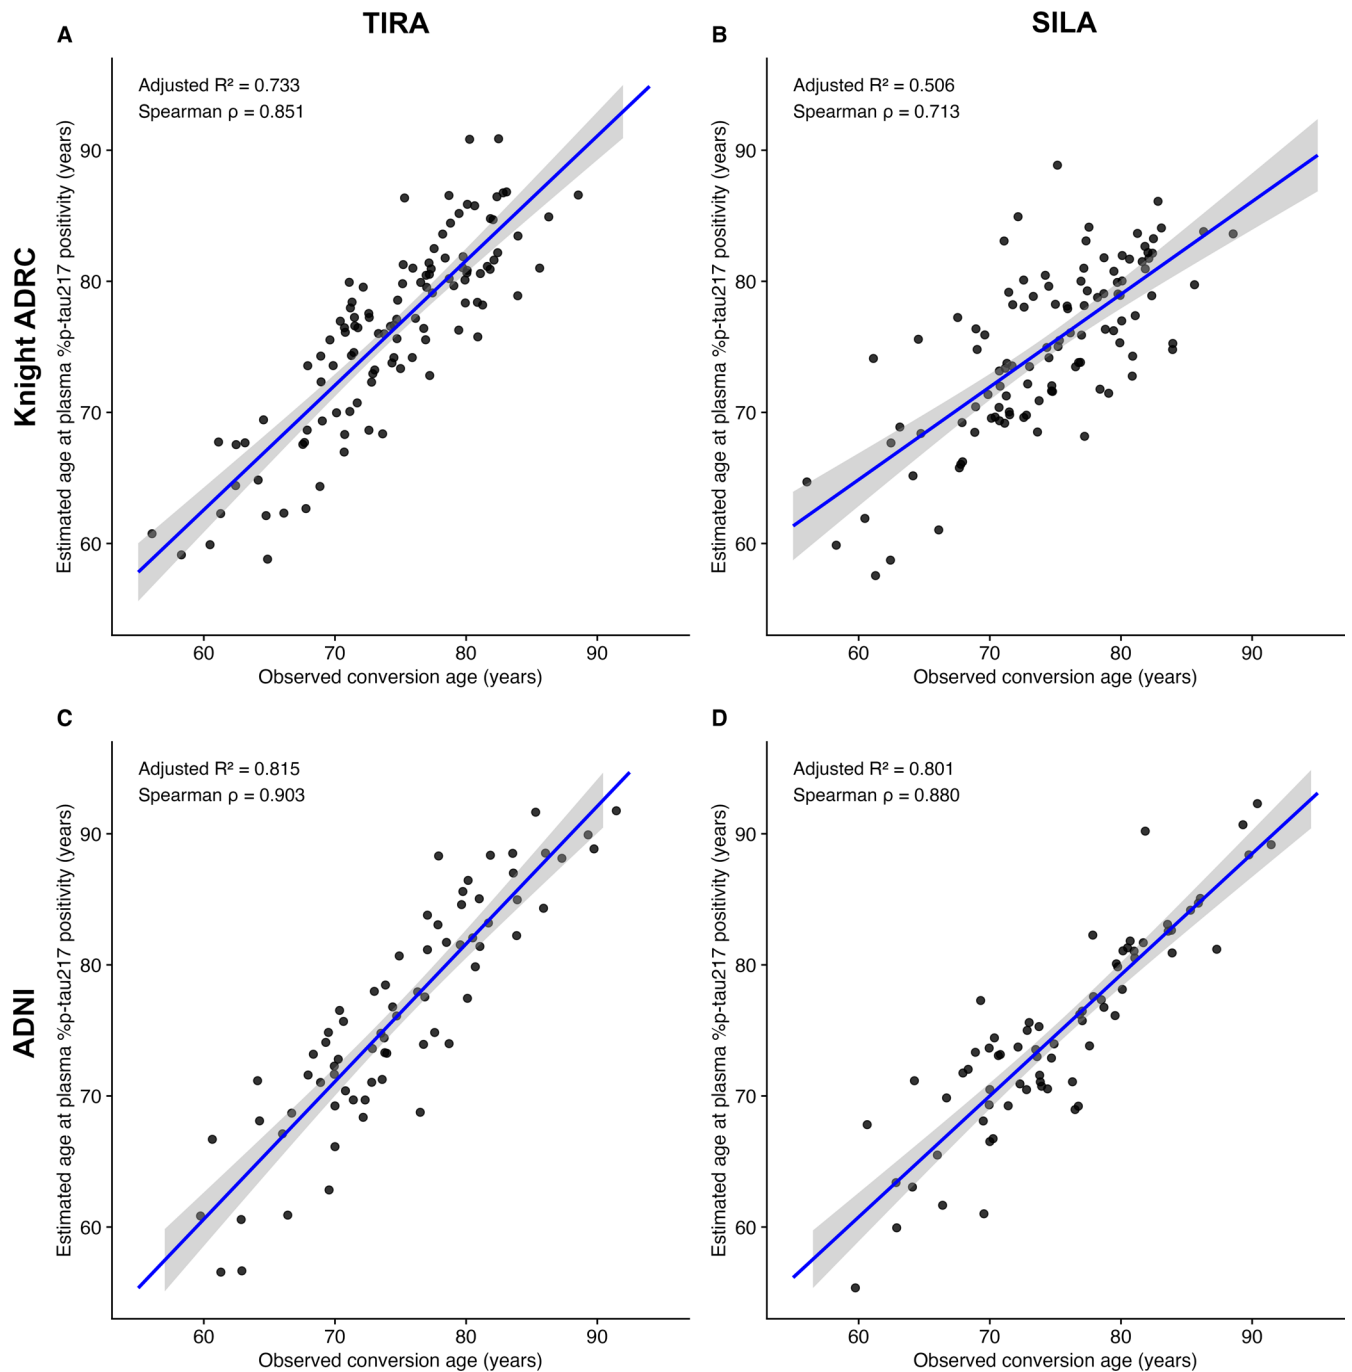 TIRA
SILA
A
B
Knight ADRC
ADNI
Adjusted R² = 0.733
Spearman ρ = 0.851
Estimated age at plasma %p-tau217 positivity (years)
90
80
70
60
60 70 80 90
Observed conversion age (years)
Adjusted R² = 0.506
Spearman ρ = 0.713
Estimated age at plasma %p-tau217 positivity (years)
90
80
70
60
60 70 80 90
Observed conversion age (years)
C
D
Adjusted R² = 0.815
Spearman ρ = 0.903
Estimated age at plasma %p-tau217 positivity (years)
90
80
70
60
60 70 80 90
Observed conversion age (years)
Adjusted R² = 0.801
Spearman ρ = 0.880
Estimated age at plasma %p-tau217 positivity (years)
90
80
70
60
60 70 80 90
Observed conversion age (years)